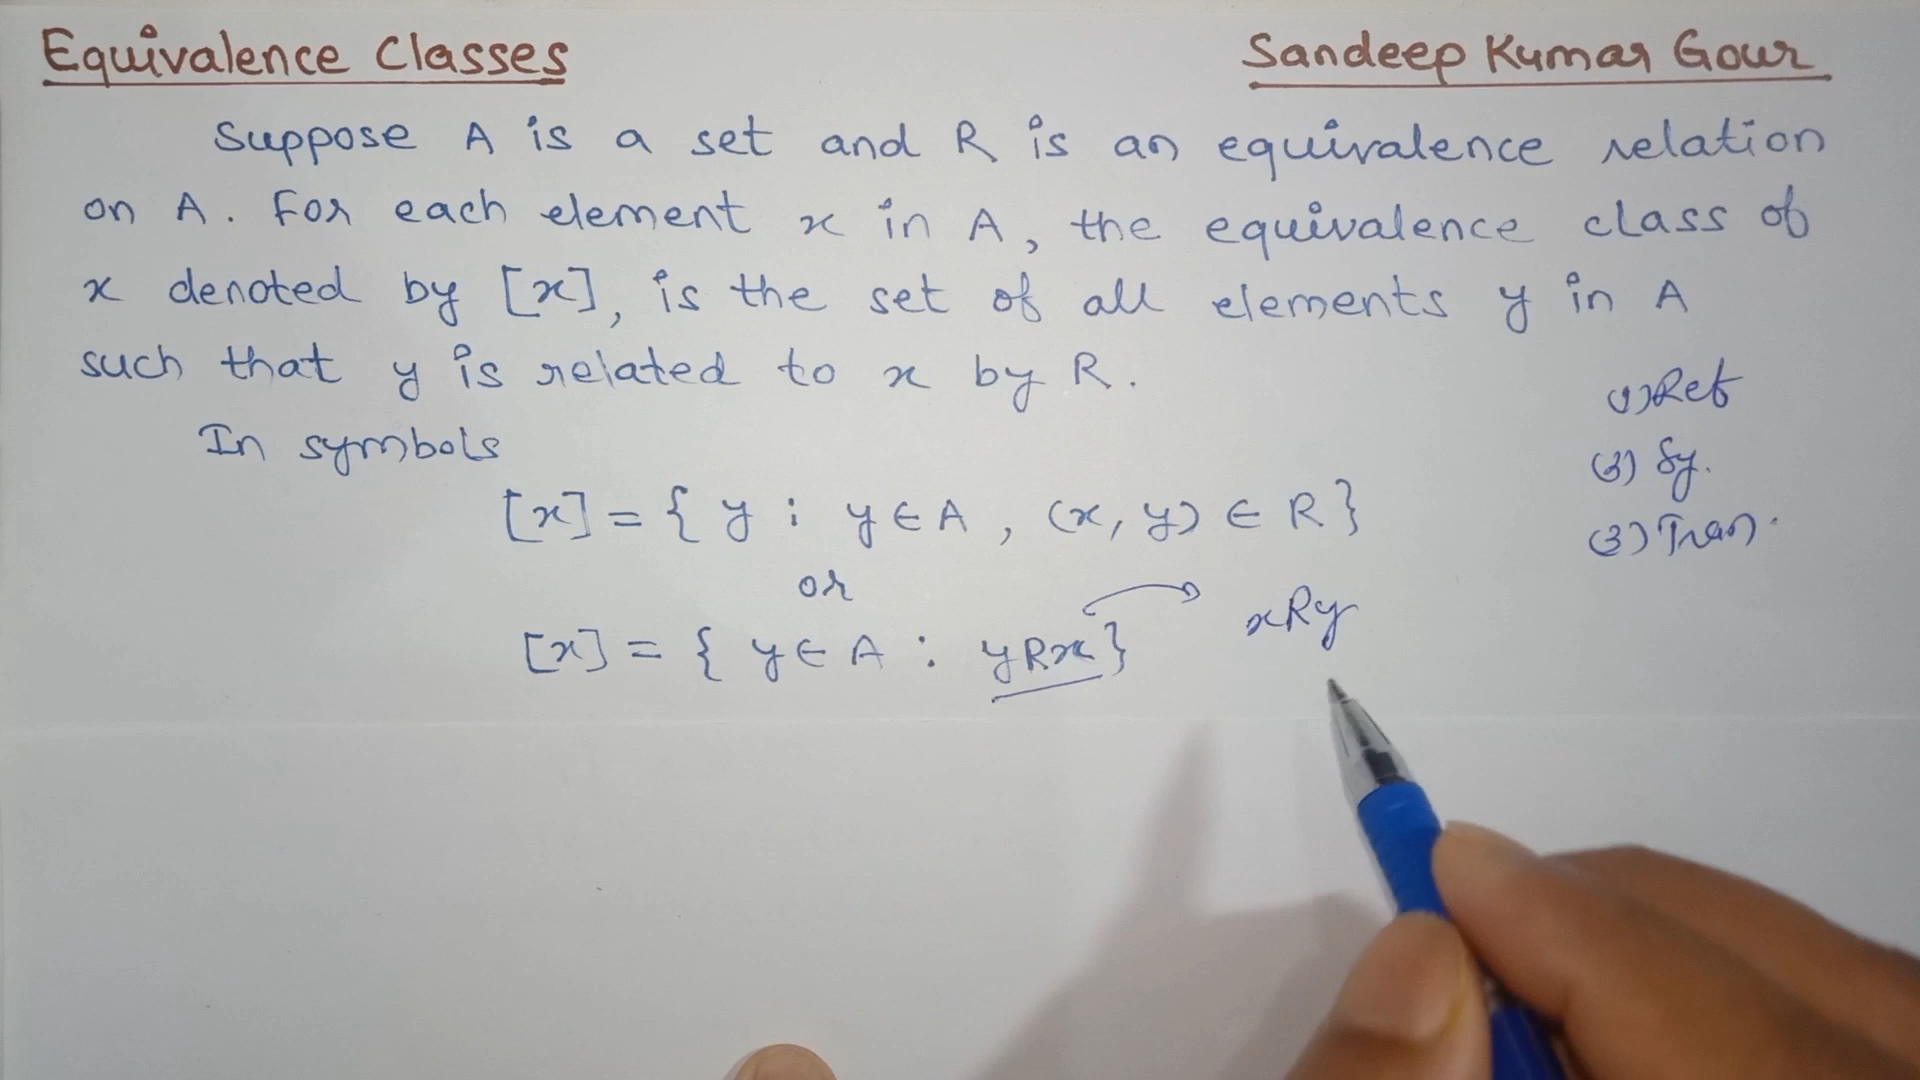 Equivalence Classes
Sandeep Kumar Gour
Suppose A is a set and R is an equivalence relation
on A. For each element x in A, the equivalence class of
x denoted by [x], is the set of all elements y in A
such that y is related to x by R.
In symbols
[x] = { y : y ∈ A , (x, y) ∈ R }
or
[x] = { y ∈ A : yRx }
xRy
(1) Ref
(2) Sy.
(3) Tran.